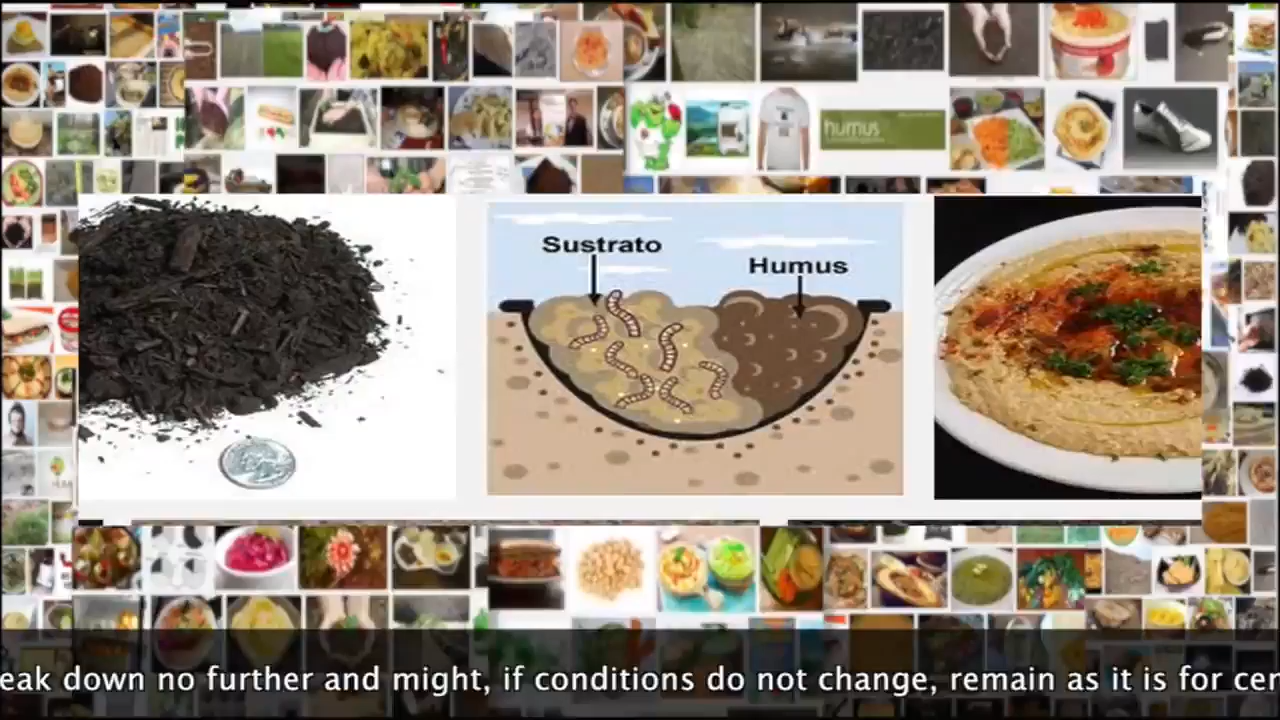 humus
Sustrato
Humus
eak down no further and might, if conditions do not change, remain as it is for cen